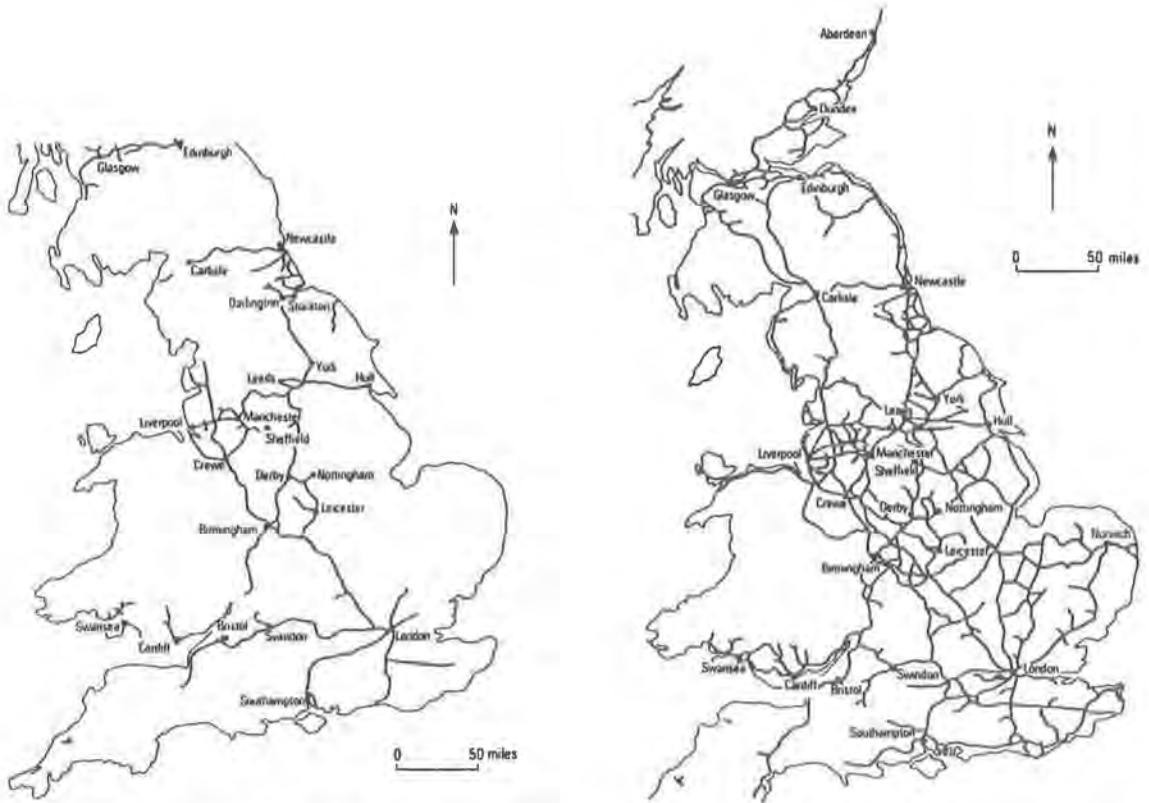 Edinburgh
Glasgow
N
Newcastle
Carlisle
Darlington
Stockton
York
Leeds
Hull
Liverpool
Manchester
Sheffield
Crewe
Derby
Nottingham
Leicester
Birmingham
Swansea
Cardiff
Bristol
Swindon
London
Southampton
0 50 miles
Aberdeen
Dundee
N
Glasgow
Edinburgh
0 50 miles
Newcastle
Carlisle
Leeds
York
Hull
Liverpool
Manchester
Sheffield
Crewe
Derby
Nottingham
Norwich
Leicester
Birmingham
Swansea
Cardiff
Bristol
Swindon
London
Southampton